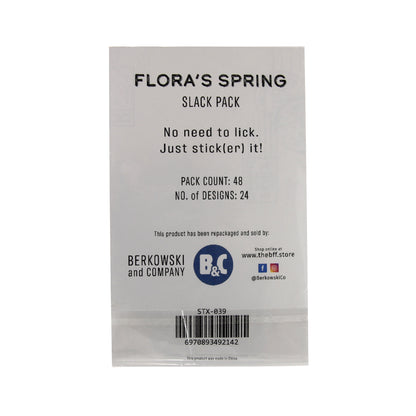 FLORA'S SPRING
SLACK PACK
No need to lick.
Just stick(er) it!
PACK COUNT: 48
NO. of DESIGNS: 24
This product has been repackaged and sold by:
BERKOWSKI
and COMPANY
B&C
Shop online at
www.thebff.store
@BerkowskiCo
STX-039
6970893492142
This product was made in China